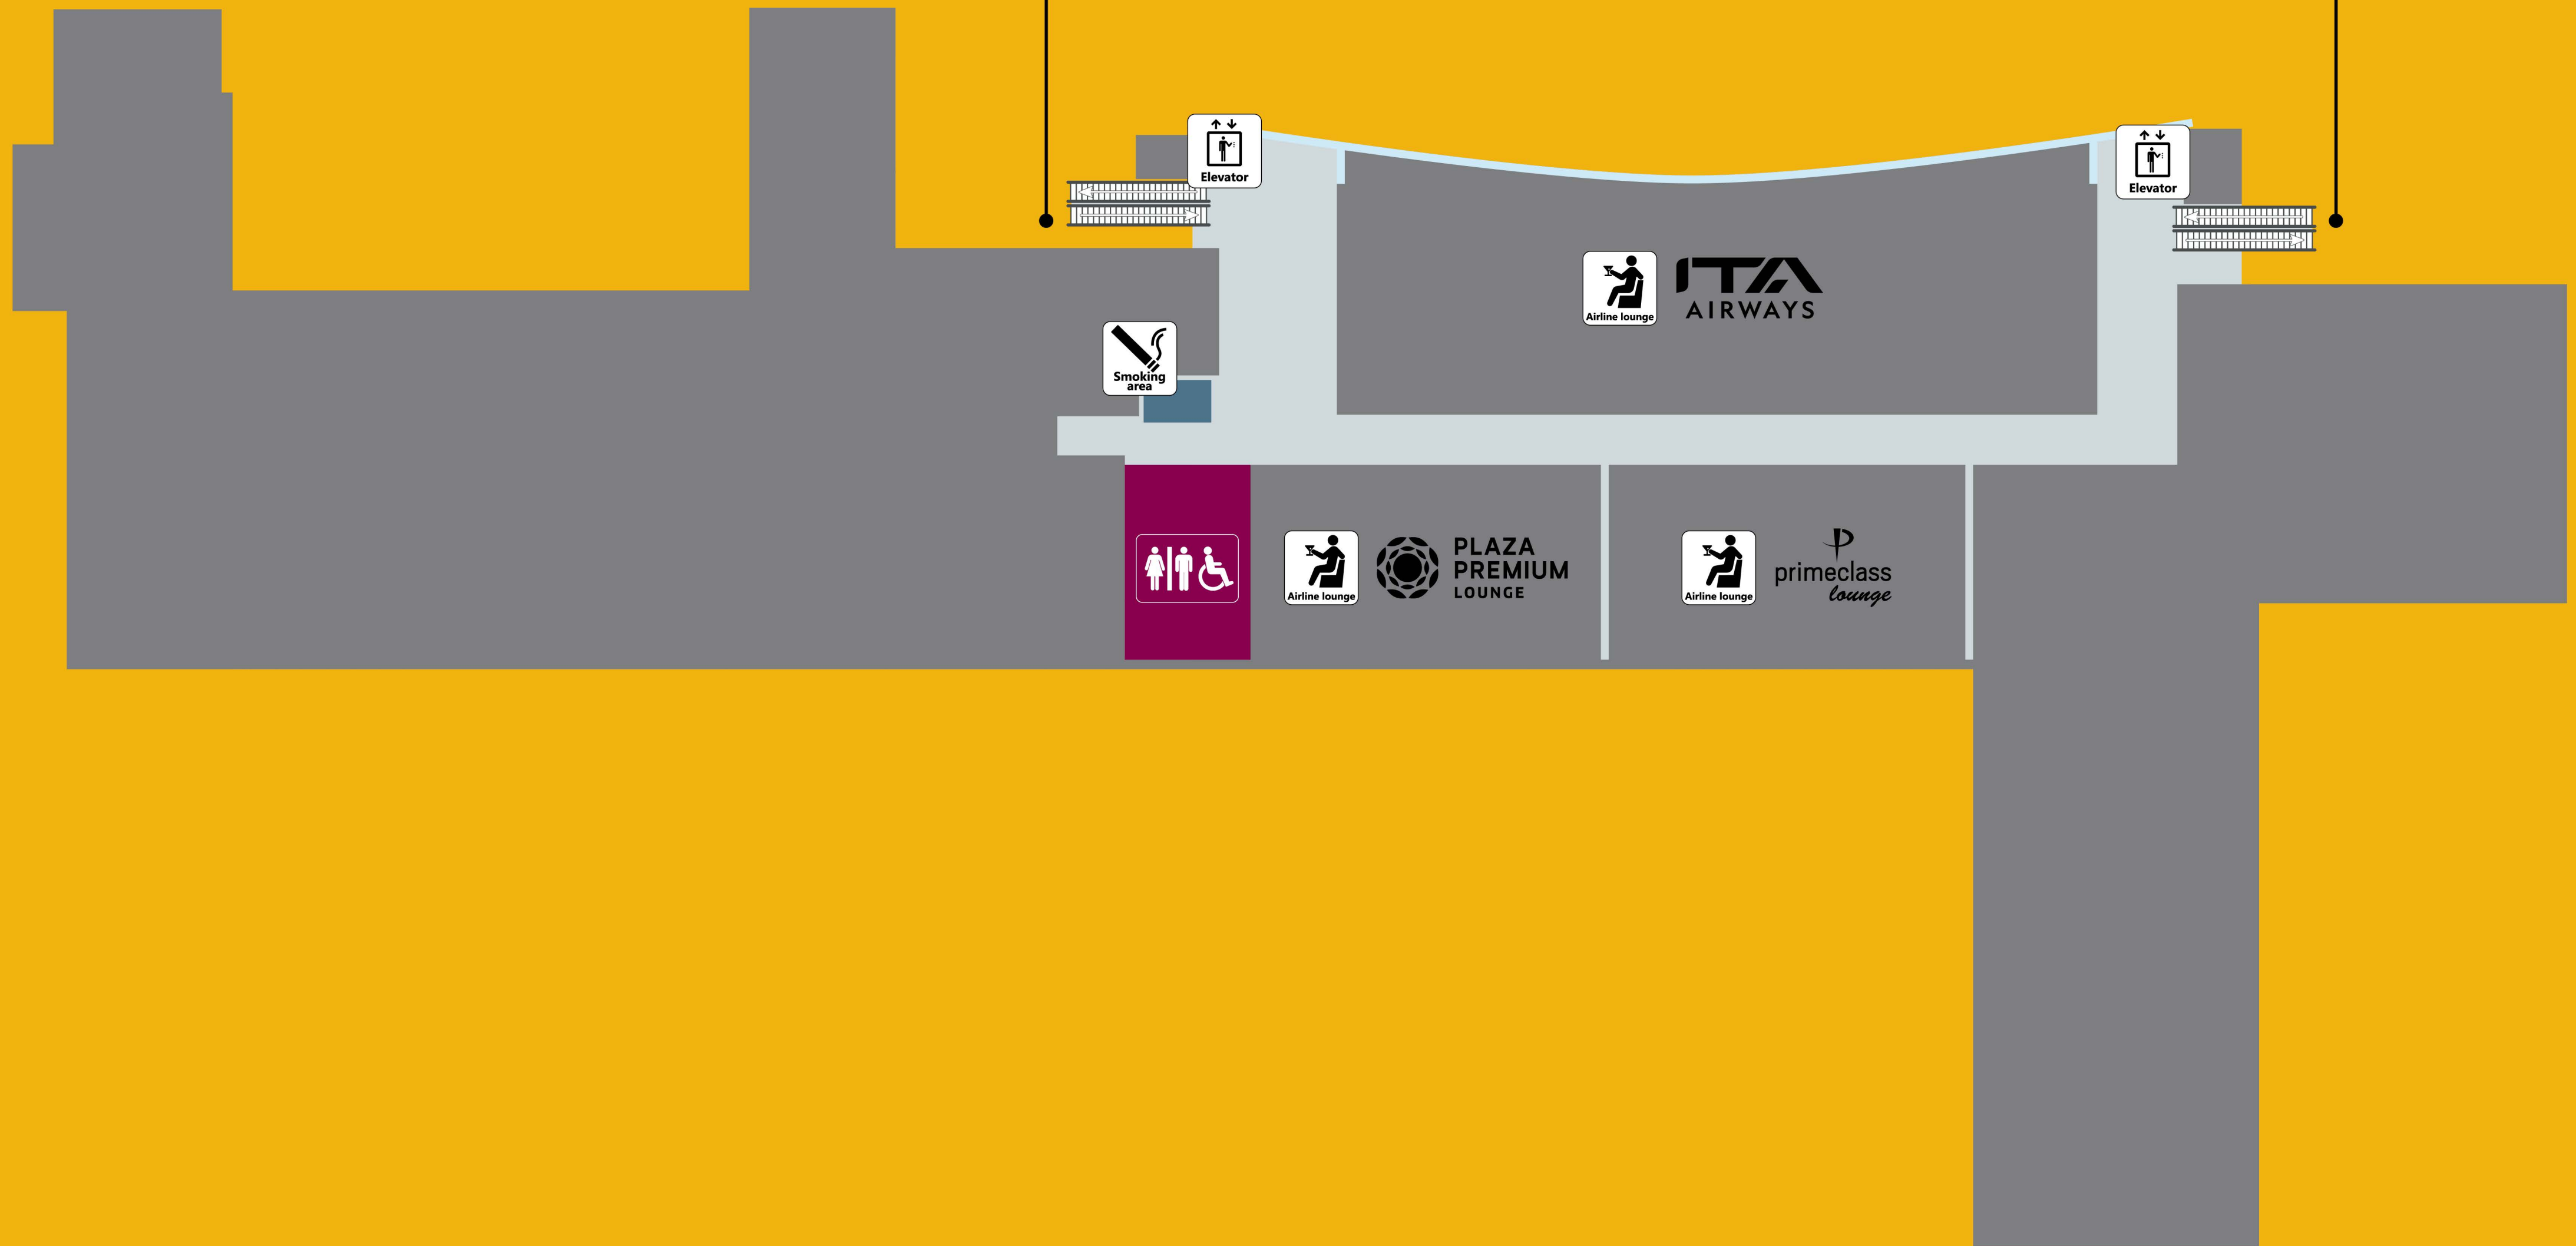 Elevator
Elevator
Airline lounge
ITA
AIRWAYS
Smoking
area
Airline lounge
PLAZA
PREMIUM
LOUNGE
Airline lounge
primeclass
lounge